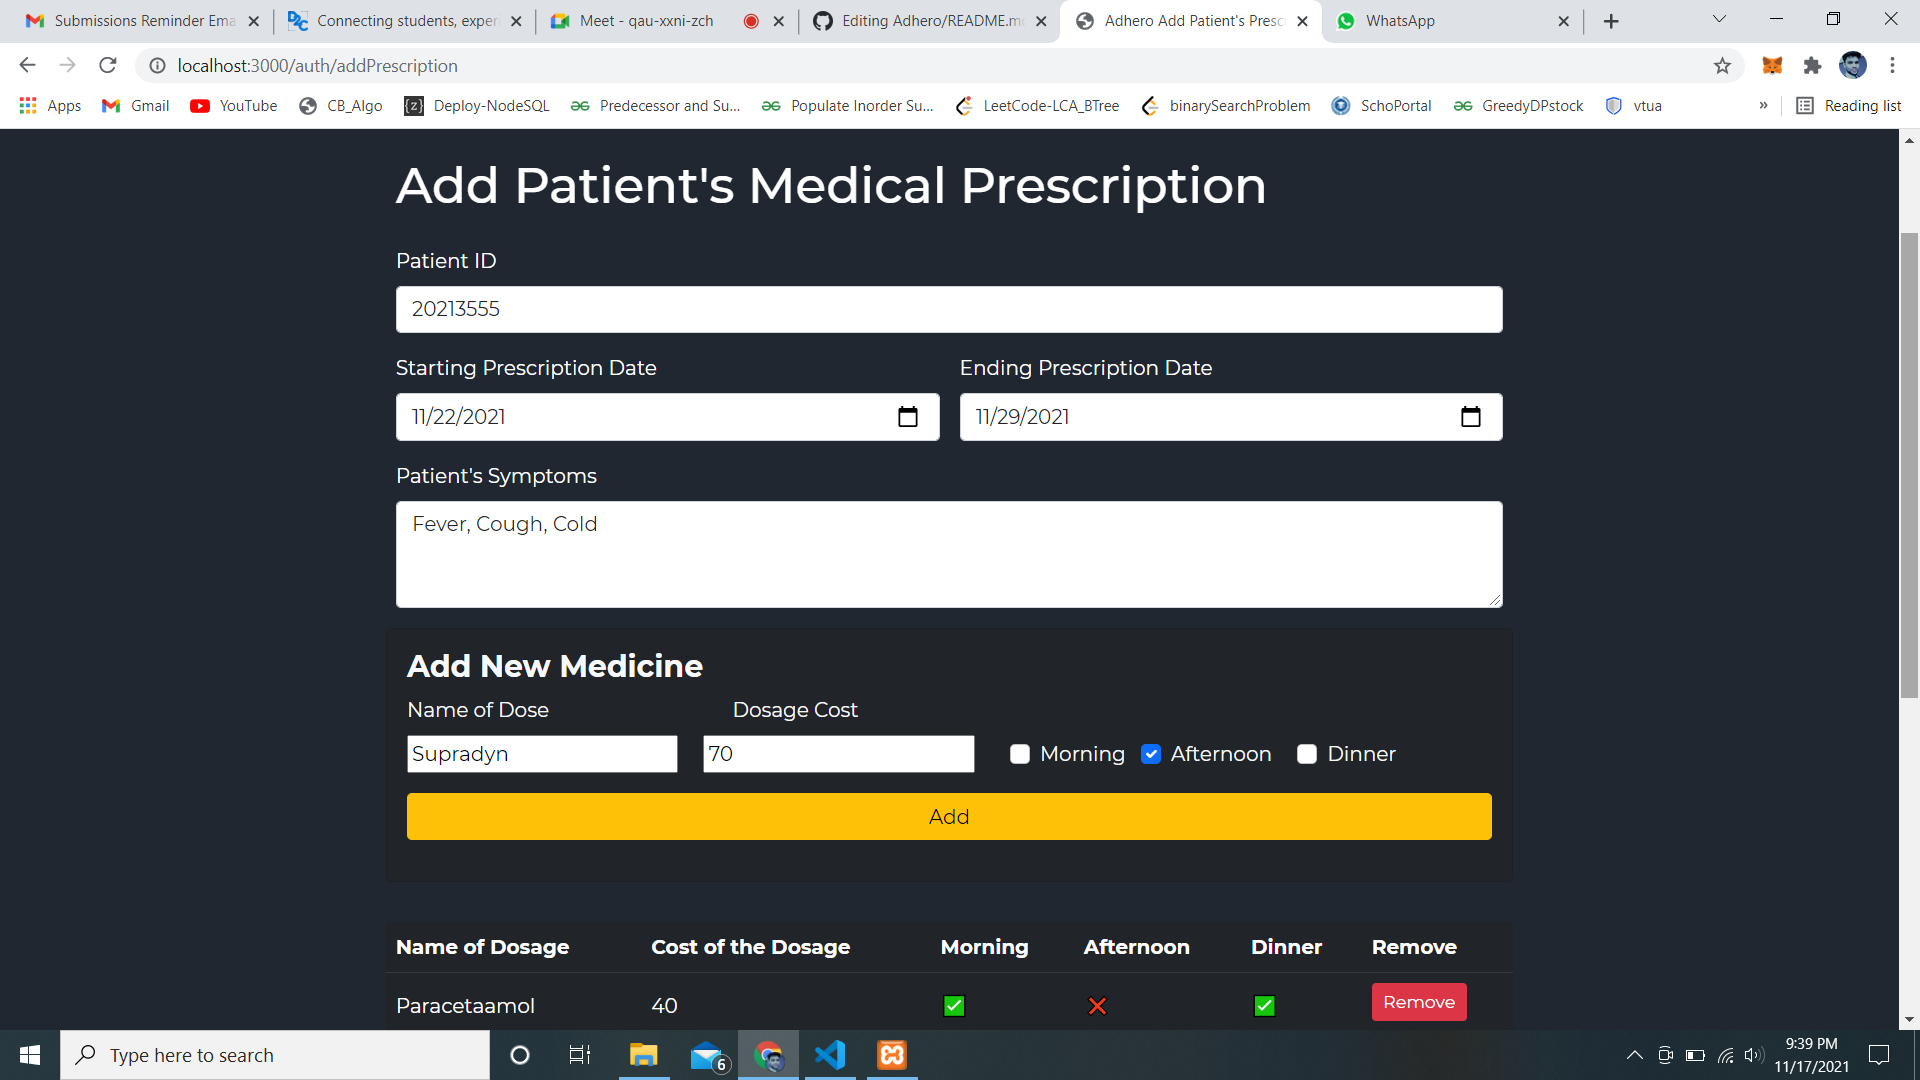 Submissions Reminder Ema
Connecting students, exper
Meet - qau-xxni-zch
Editing Adhero/README.md
Adhero Add Patient's Presc
WhatsApp
localhost:3000/auth/addPrescription
Apps
Gmail
YouTube
CB_Algo
Deploy-NodeSQL
Predecessor and Su...
Populate Inorder Su...
LeetCode-LCA_BTree
binarySearchProblem
SchoPortal
GreedyDPstock
vtua
»
Reading list
Add Patient's Medical Prescription
Patient ID
20213555
Starting Prescription Date
Ending Prescription Date
11/22/2021
11/29/2021
Patient's Symptoms
Fever, Cough, Cold
Add New Medicine
Name of Dose
Dosage Cost
Supradyn
70
Morning
Afternoon
Dinner
Add
Name of Dosage
Cost of the Dosage
Morning
Afternoon
Dinner
Remove
Paracetaamol
40
Remove
Type here to search
6
9:39 PM
11/17/2021